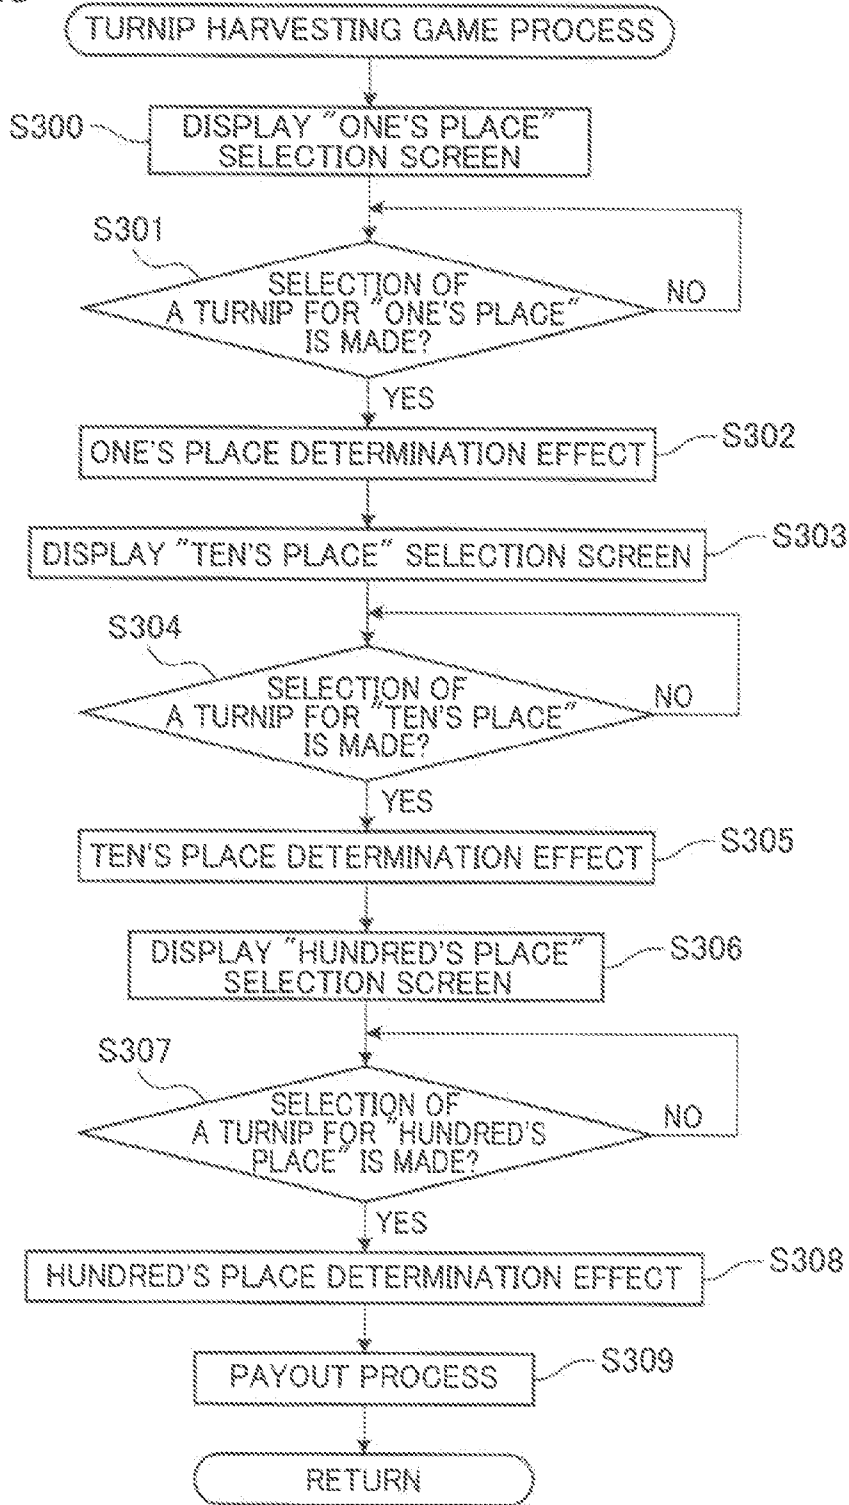 TURNIP HARVESTING GAME PROCESS
S300
DISPLAY "ONE'S PLACE"
SELECTION SCREEN
S301
SELECTION OF
A TURNIP FOR "ONE'S PLACE"
IS MADE?
NO
YES
ONE'S PLACE DETERMINATION EFFECT
S302
DISPLAY "TEN'S PLACE" SELECTION SCREEN
S303
S304
SELECTION OF
A TURNIP FOR "TEN'S PLACE"
IS MADE?
NO
YES
TEN'S PLACE DETERMINATION EFFECT
S305
DISPLAY "HUNDRED'S PLACE"
SELECTION SCREEN
S306
S307
SELECTION OF
A TURNIP FOR "HUNDRED'S
PLACE" IS MADE?
NO
YES
HUNDRED'S PLACE DETERMINATION EFFECT
S308
PAYOUT PROCESS
S309
RETURN